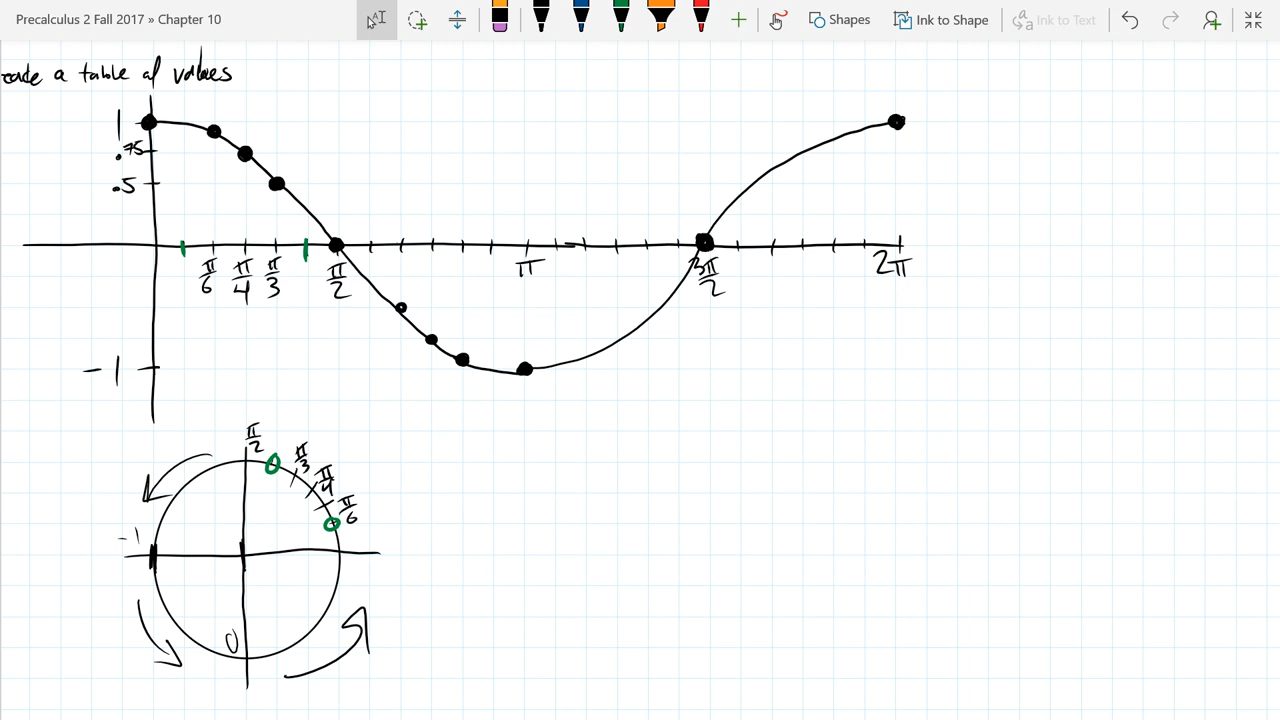 Precalculus 2 Fall 2017 » Chapter 10
Shapes
Ink to Shape
Ink to Text
eate a table of values
1
.75
.5
π/6 π/4 π/3 π/2 π 3π/2 2π
-1
π/2
π/3
π/4
π/6
-1
0